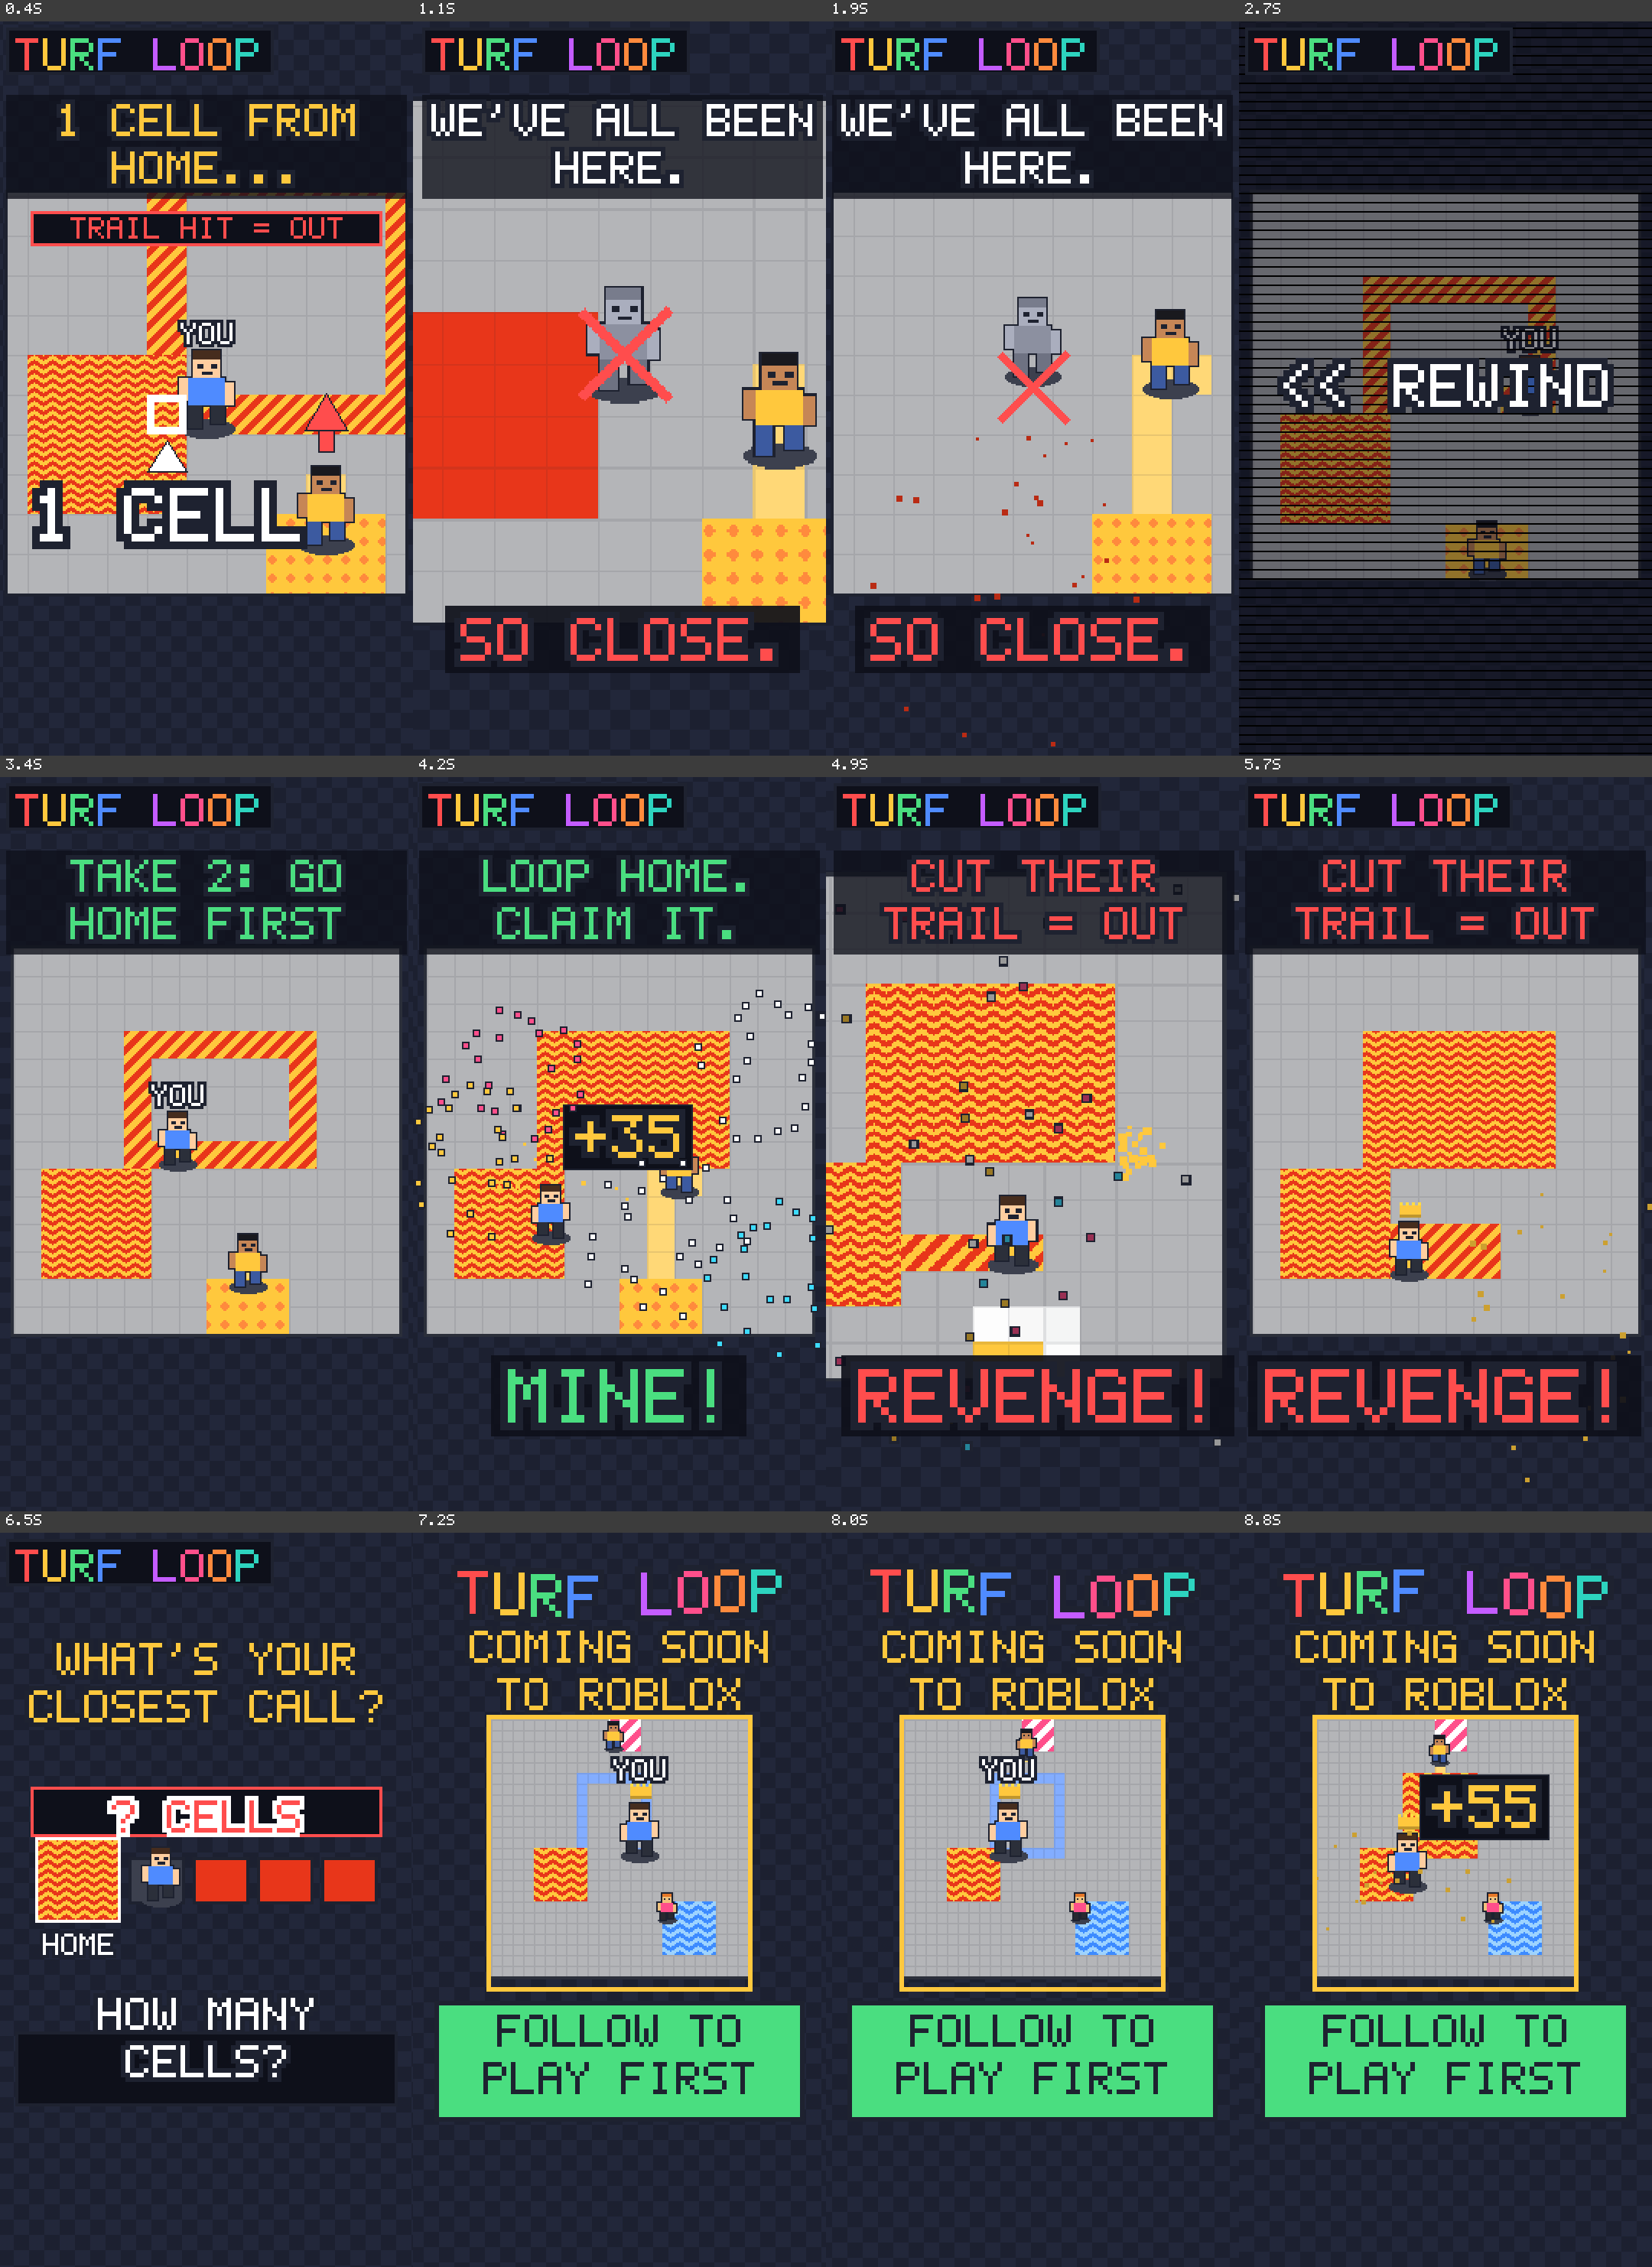 0.4S
TURF LOOP
1 CELL FROM
HOME...
TRAIL HIT = OUT
YOU
1 CELL
1.1S
TURF LOOP
WE'VE ALL BEEN
HERE.
SO CLOSE.
1.9S
TURF LOOP
WE'VE ALL BEEN
HERE.
SO CLOSE.
2.7S
TURF LOOP
YOU
<< REWIND
3.4S
TURF LOOP
TAKE 2: GO
HOME FIRST
YOU
4.2S
TURF LOOP
LOOP HOME.
CLAIM IT.
+35
MINE!
4.9S
TURF LOOP
CUT THEIR
TRAIL = OUT
REVENGE!
5.7S
TURF LOOP
CUT THEIR
TRAIL = OUT
REVENGE!
6.5S
TURF LOOP
WHAT'S YOUR
CLOSEST CALL?
? CELLS
HOME
HOW MANY
CELLS?
7.2S
TURF LOOP
COMING SOON
TO ROBLOX
YOU
FOLLOW TO
PLAY FIRST
8.0S
TURF LOOP
COMING SOON
TO ROBLOX
YOU
FOLLOW TO
PLAY FIRST
8.8S
TURF LOOP
COMING SOON
TO ROBLOX
+55
FOLLOW TO
PLAY FIRST